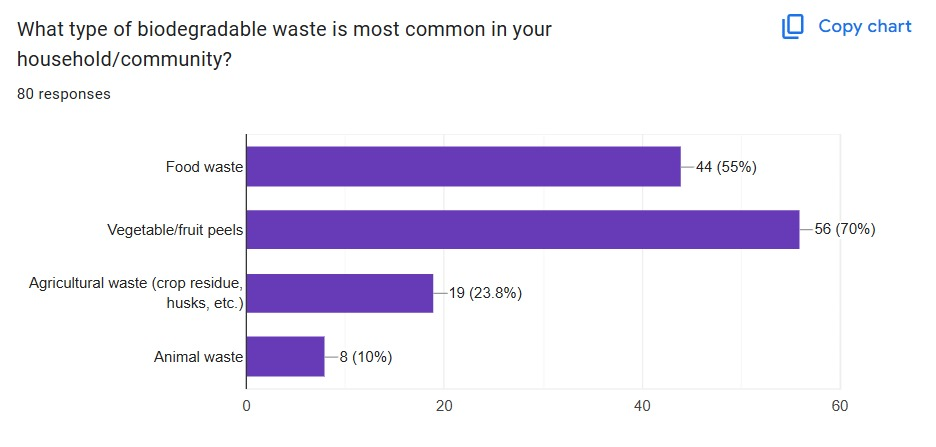 What type of biodegradable waste is most common in your
household/community?
Copy chart
80 responses
Food waste
44 (55%)
Vegetable/fruit peels
56 (70%)
Agricultural waste (crop residue,
husks, etc.)
19 (23.8%)
Animal waste
8 (10%)
0 20 40 60